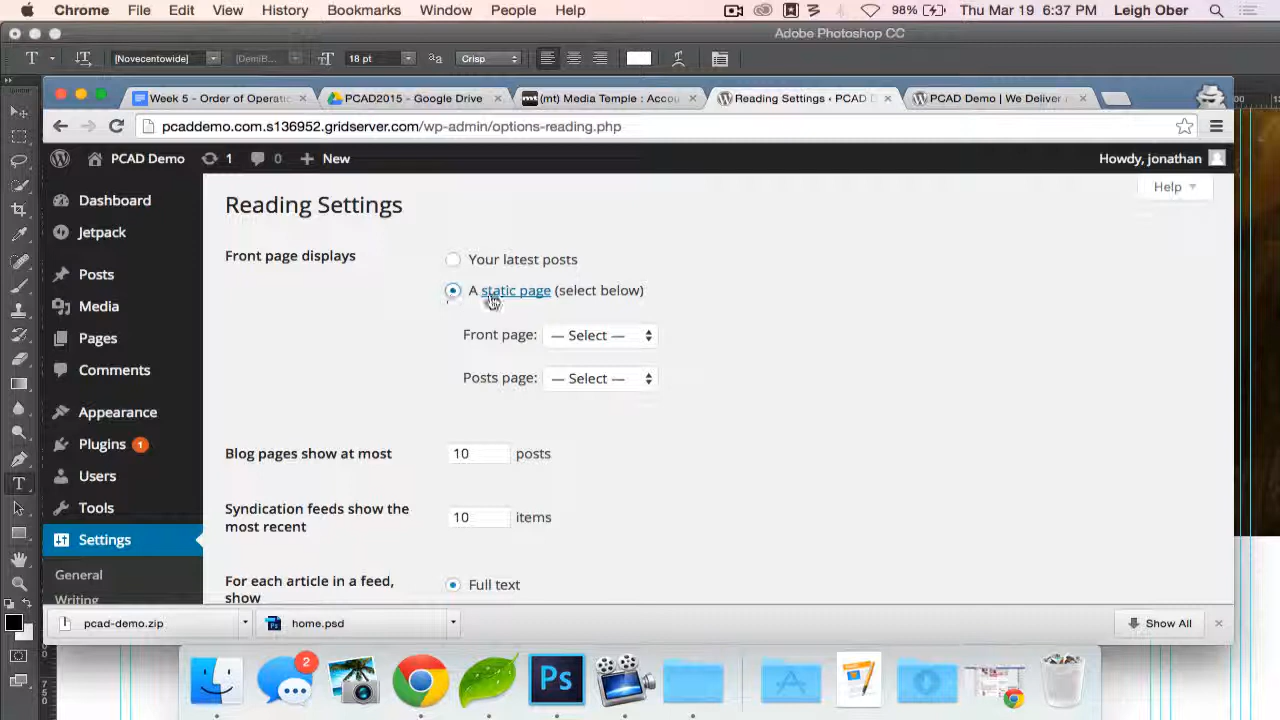 Chrome File Edit View History Bookmarks Window People Help 98% Thu Mar 19 6:37 PM Leigh Ober
Adobe Photoshop CC
T [Novecentowide] [DemiB... 18 pt aa Crisp
Week 5 - Order of Operatic PCAD2015 - Google Drive (mt) Media Temple : Accou Reading Settings ‹ PCAD D PCAD Demo | We Deliver r
pcaddemo.com.s136952.gridserver.com/wp-admin/options-reading.php
PCAD Demo 1 0 + New Howdy, jonathan
Help
Reading Settings
Dashboard
Jetpack
Posts
Media
Pages
Comments
Appearance
Plugins 1
Users
Tools
Settings
General
Writing
Front page displays
Your latest posts
A static page (select below)
Front page: — Select —
Posts page: — Select —
Blog pages show at most 10 posts
Syndication feeds show the
most recent
10 items
For each article in a feed,
show
Full text
pcad-demo.zip home.psd Show All
2
Ps